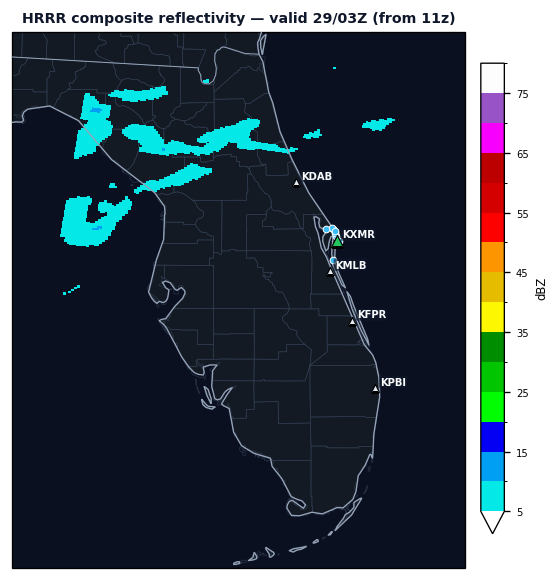 HRRR composite reflectivity — valid 29/03Z (from 11z)
75
65
55
45
35
25
15
5
dBZ
KDAB
KXMR
KMLB
KFPR
KPBI